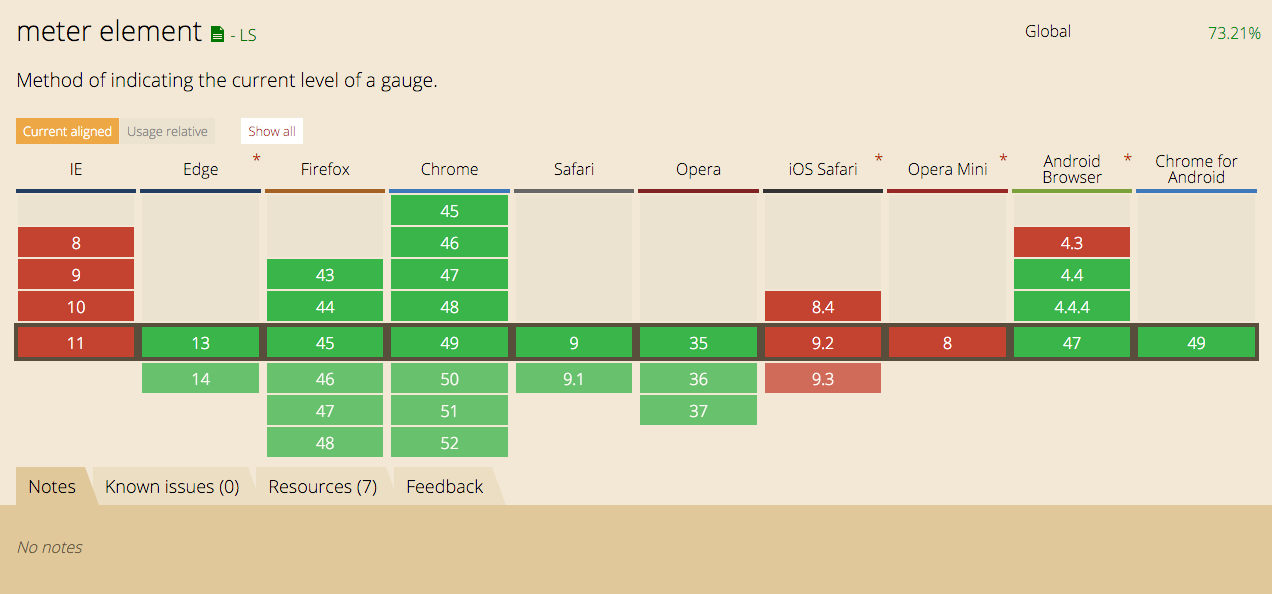 meter element - LS Global 73.21%
Method of indicating the current level of a gauge.
Current aligned Usage relative Show all
IE Edge * Firefox Chrome Safari Opera iOS Safari * Opera Mini * Android Browser * Chrome for Android
45
8 46 4.3
9 43 47 4.4
10 44 48 8.4 4.4.4
11 13 45 49 9 35 9.2 8 47 49
14 46 50 9.1 36 9.3
47 51 37
48 52
Notes Known issues (0) Resources (7) Feedback
No notes